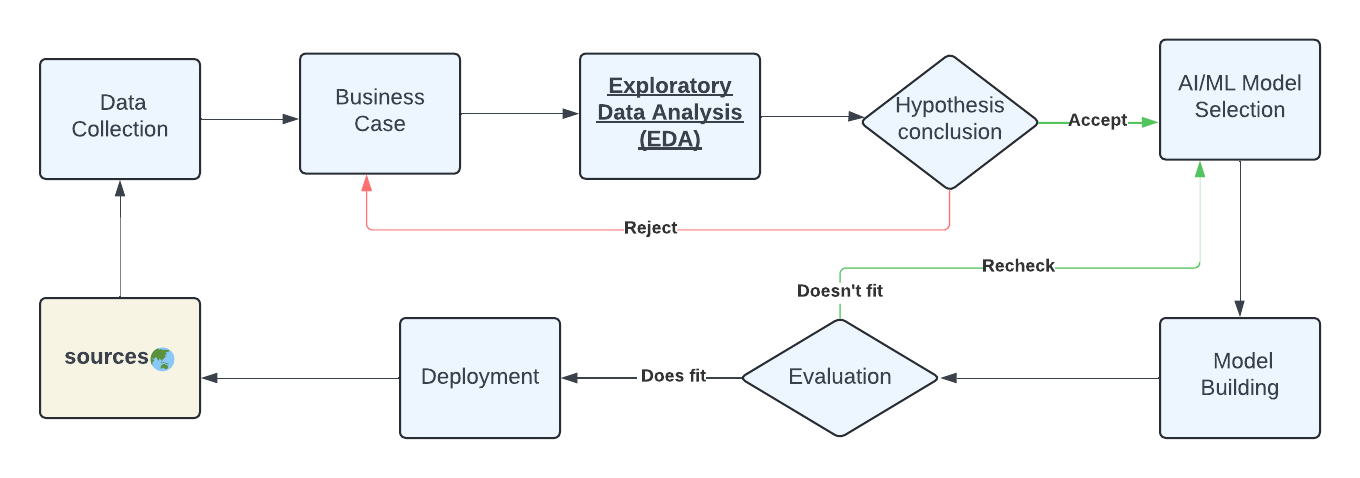 Data
Collection
Business
Case
Exploratory
Data Analysis
(EDA)
Hypothesis
conclusion
Accept
AI/ML Model
Selection
Reject
Recheck
Doesn't fit
sources
Deployment
Does fit
Evaluation
Model
Building